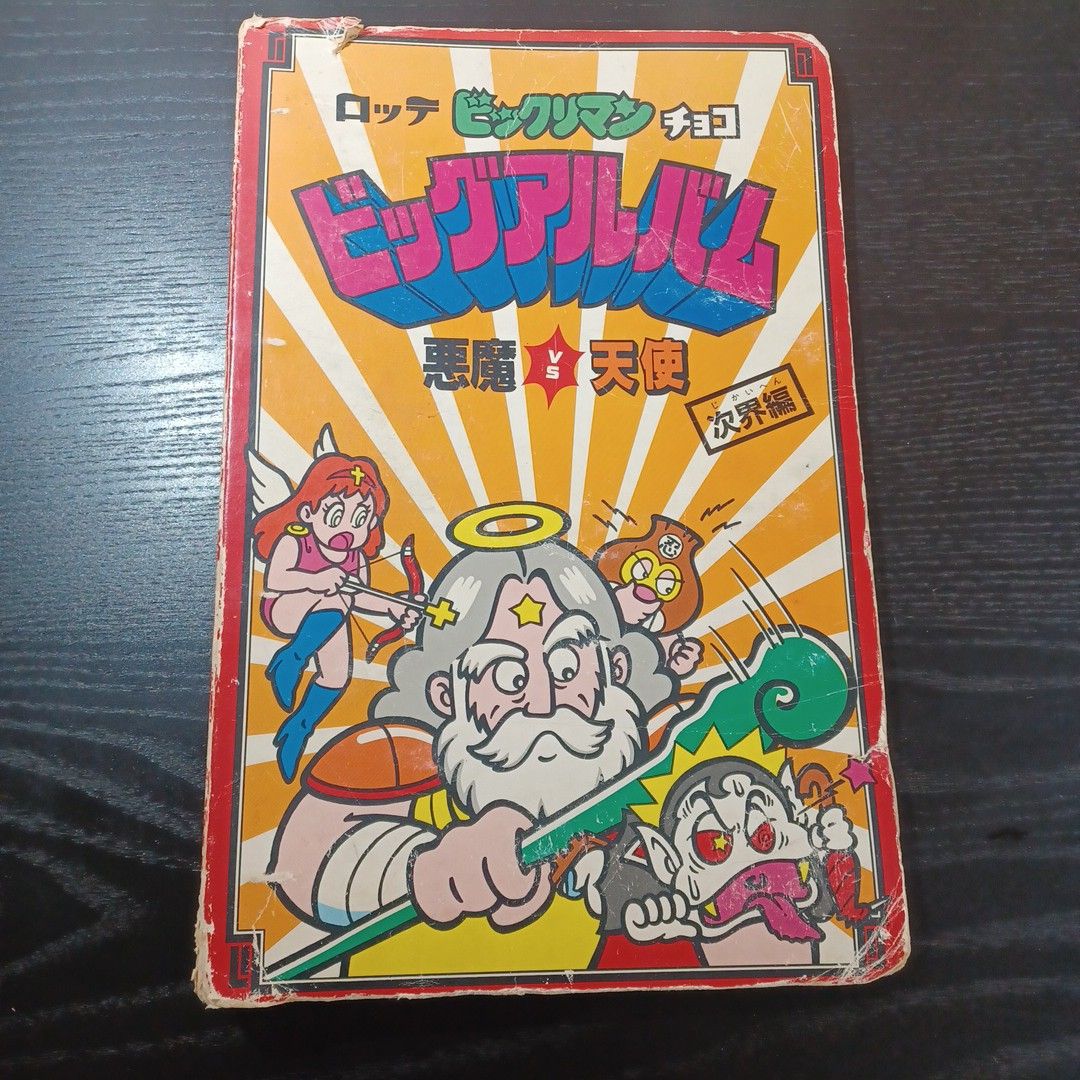 ロッテ ビックリマン チョコ
ビッグアルバム
悪魔 VS 天使
じかいへん
次界編
忍